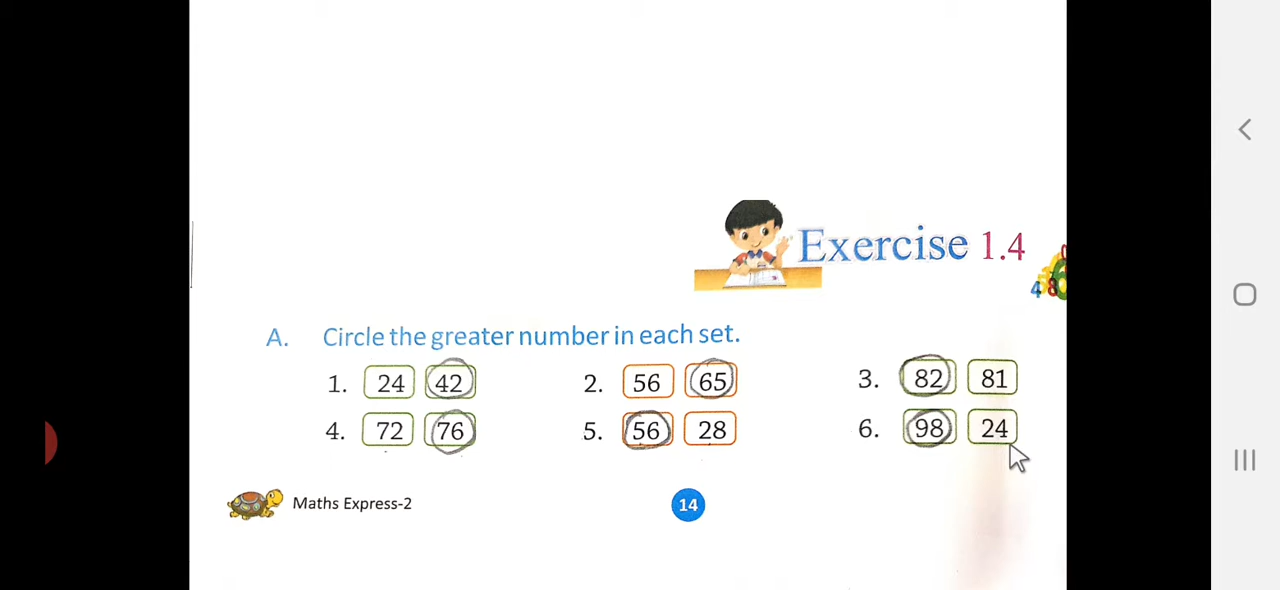 Exercise 1.4
A. Circle the greater number in each set.
1. 24 42 2. 56 65 3. 82 81
4. 72 76 5. 56 28 6. 98 24
Maths Express-2 14